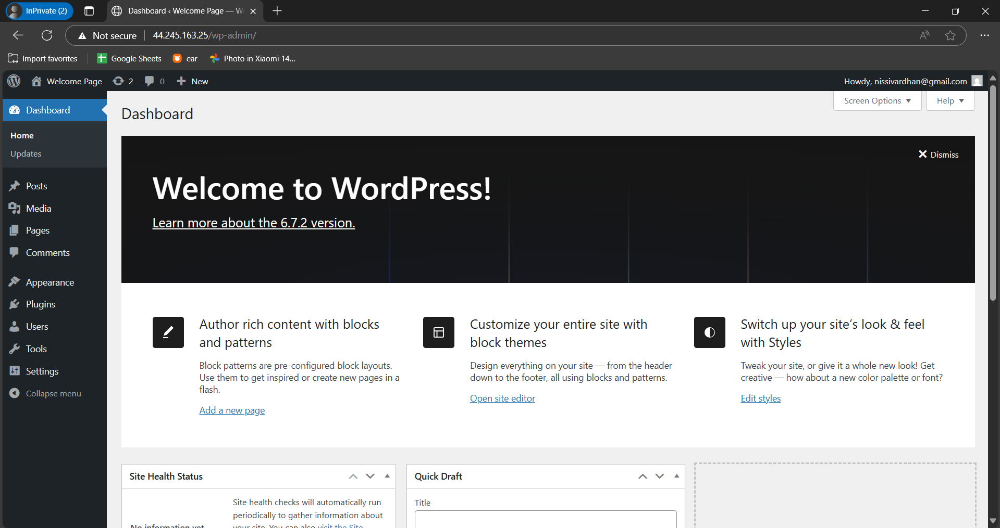 InPrivate (2)
Dashboard ‹ Welcome Page — W
Not secure
44.245.163.25/wp-admin/
Import favorites
Google Sheets
ear
Photo in Xiaomi 14...
Welcome Page
2
0
New
Howdy, nissivardhan@gmail.com
Dashboard
Home
Updates
Posts
Media
Pages
Comments
Appearance
Plugins
Users
Tools
Settings
Collapse menu
Screen Options
Help
Dashboard
Dismiss
Welcome to WordPress!
Learn more about the 6.7.2 version.
Author rich content with blocks
and patterns
Block patterns are pre-configured block layouts.
Use them to get inspired or create new pages in a
flash.
Add a new page
Customize your entire site with
block themes
Design everything on your site — from the header
down to the footer, all using blocks and patterns.
Open site editor
Switch up your site’s look & feel
with Styles
Tweak your site, or give it a whole new look! Get
creative — how about a new color palette or font?
Edit styles
Site Health Status
No information yet
Site health checks will automatically run
periodically to gather information about
your site. You can also visit the Site
Quick Draft
Title